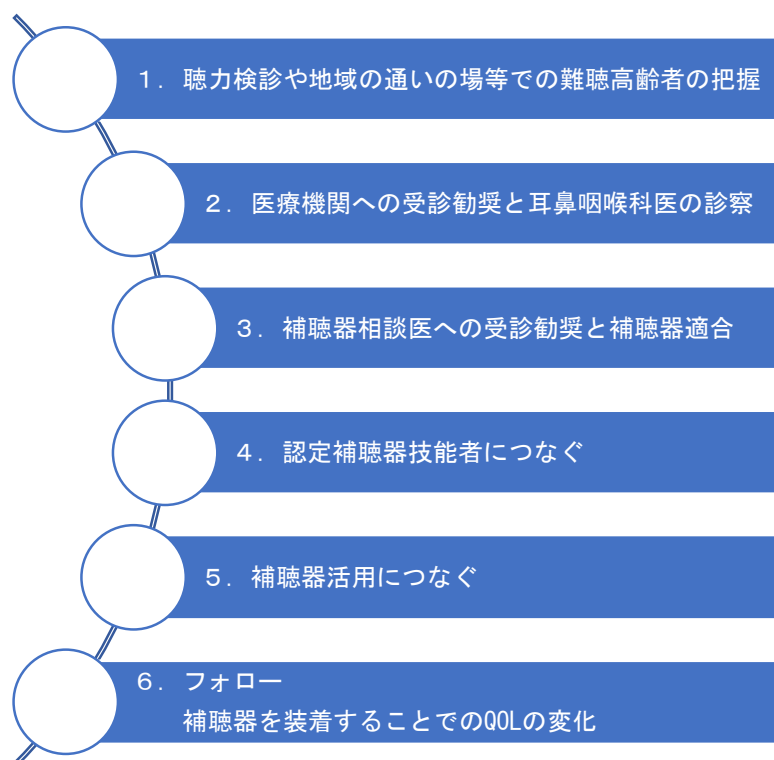 １．聴力検診や地域の通いの場等での難聴高齢者の把握
２．医療機関への受診勧奨と耳鼻咽喉科医の診察
３．補聴器相談医への受診勧奨と補聴器適合
４．認定補聴器技能者につなぐ
５．補聴器活用につなぐ
６．フォロー
補聴器を装着することでのQOLの変化